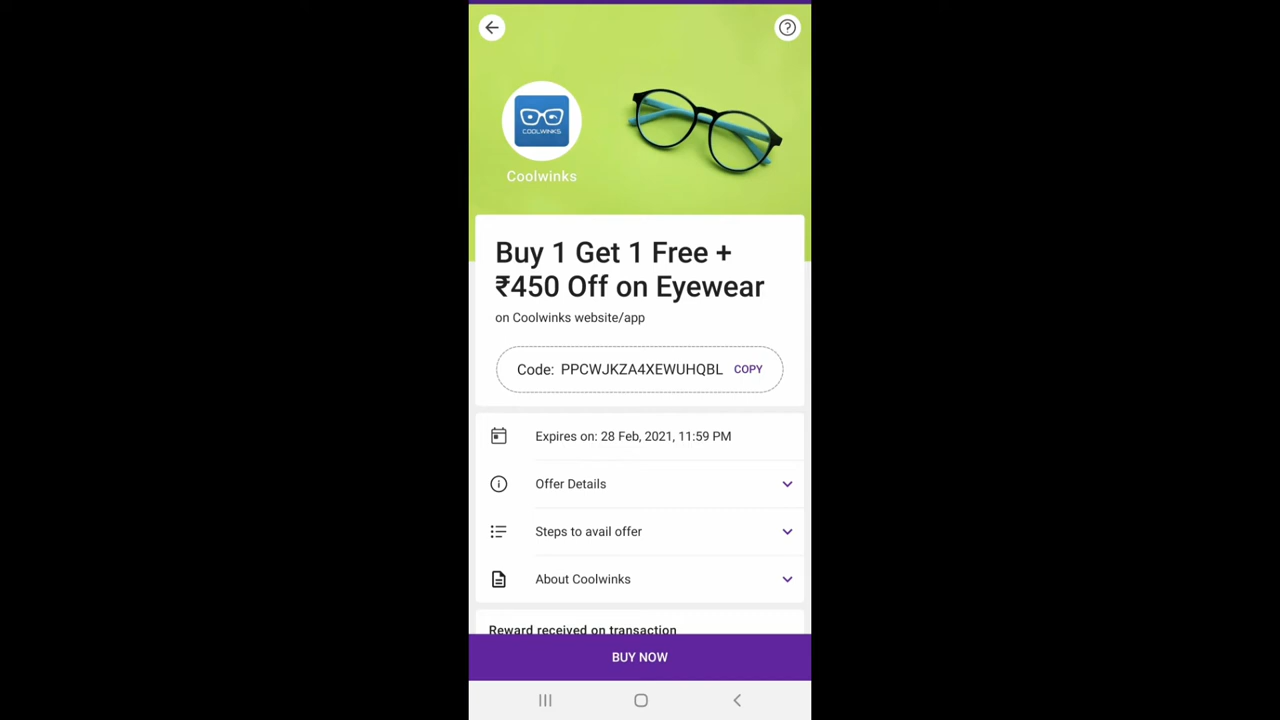 COOLWINKS
Coolwinks
Buy 1 Get 1 Free +
₹450 Off on Eyewear
on Coolwinks website/app
Code: PPCWJKZA4XEWUHQBL COPY
Expires on: 28 Feb, 2021, 11:59 PM
Offer Details
Steps to avail offer
About Coolwinks
Reward received on transaction
BUY NOW